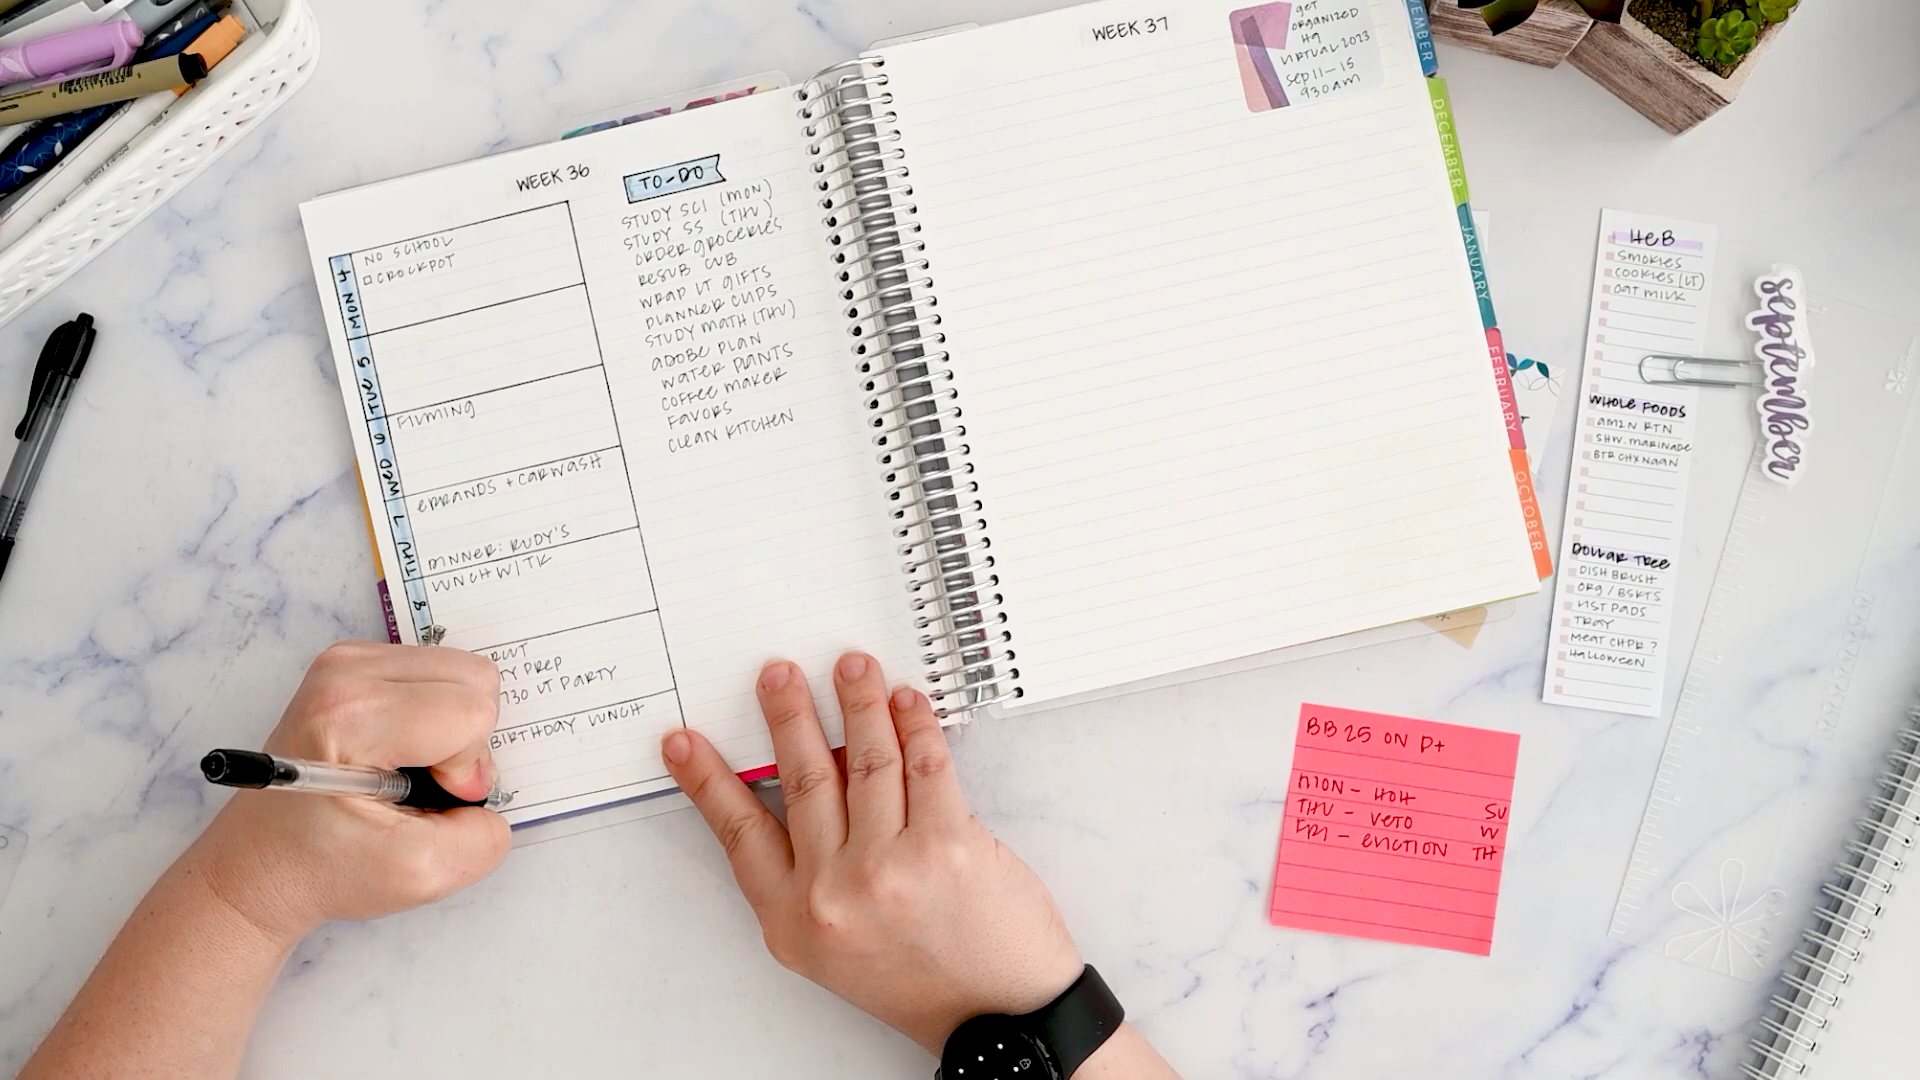 WEEK 36
MON 4
NO SCHOOL
CROCKPOT
TUE 5
WED 6
FILMING
THU 7
ERRANDS + CARWASH
DINNER: RUDY'S
8
LUNCH W/TK
TY PREP
730 LT PARTY
BIRTHDAY LUNCH
TO-DO
STUDY SCI (MON)
STUDY SS (THU)
ORDER GROCERIES
RESUB CUB
WRAP LT GIFTS
PLANNER CLIPS
STUDY MATH (THU)
ADOBE PLAN
WATER PLANTS
COFFEE MAKER
FAVORS
CLEAN KITCHEN
WEEK 37
GET
ORGANIZED
HQ
VIRTUAL 2023
SEP 11-15
930AM
VEMBER
DECEMBER
JANUARY
FEBRUARY
OCTOBER
HEB
SMOKIES
COOKIES (LT)
OAT MILK
WHOLE FOODS
AMZN RTN
SHW. MARINADE
BTR CHX NAAN
DOLLAR TREE
DISH BRUSH
ORG / BSKTS
LIST PADS
TRAY
MEAT CHPR ?
HALLOWEEN
september
BB 25 ON P+
MON - HOH SU
THU - VETO W
FRI - EVICTION TH